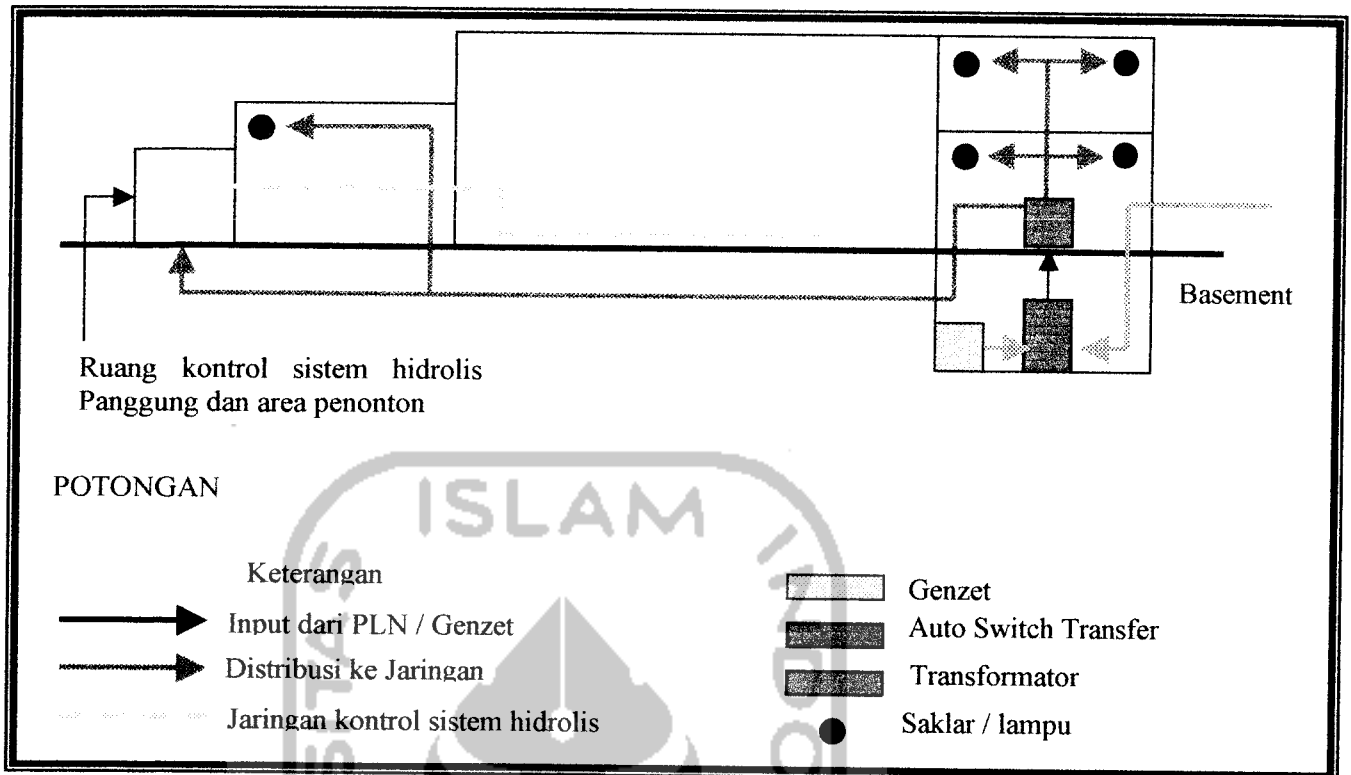 Basement
Ruang kontrol sistem hidrolis
Panggung dan area penonton
POTONGAN
ISLAM
Keterangan
Input dari PLN / Genzet
Distribusi ke Jaringan
Jaringan kontrol sistem hidrolis
Genzet
Auto Switch Transfer
Transformator
Saklar / lampu